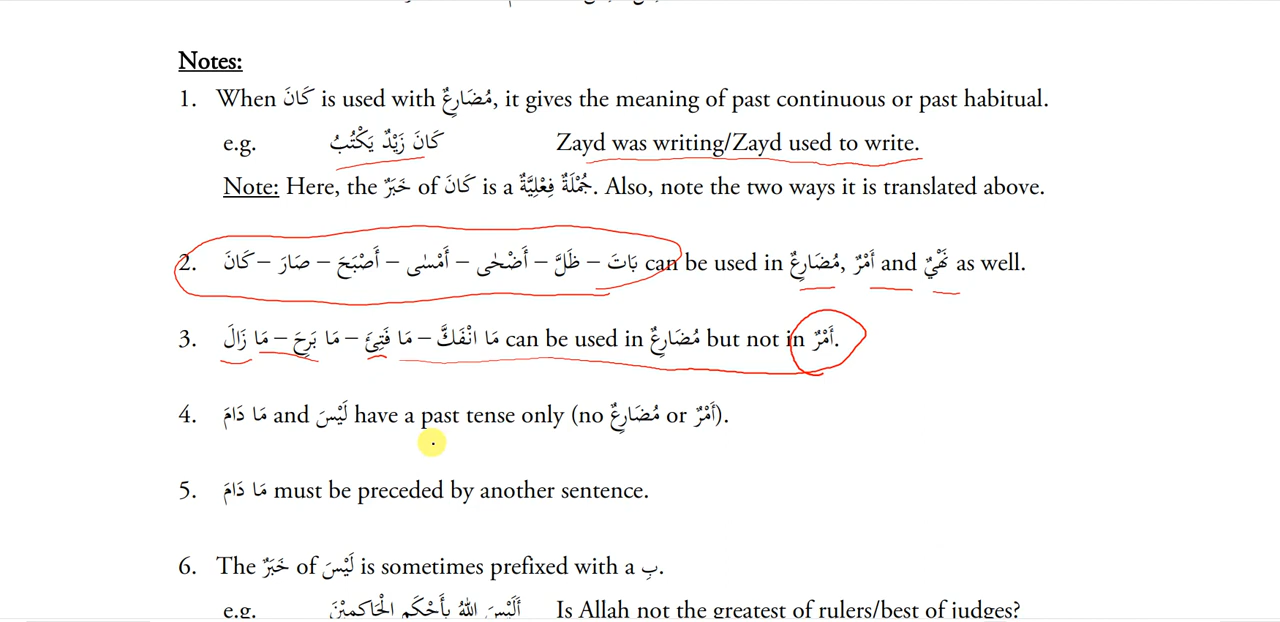 Notes:
1. When كَانَ is used with مُضَارِعٌ, it gives the meaning of past continuous or past habitual.
e.g. كَانَ زَيْدٌ يَكْتُبُ Zayd was writing/Zayd used to write.
Note: Here, the خَبَرٌ of كَانَ is a جُمْلَةٌ فِعْلِيَّةٌ. Also, note the two ways it is translated above.
2. كَانَ – صَارَ – أَصْبَحَ – أَمْسٰى – أَضْحٰى – ظَلَّ – بَاتَ can be used in مُضَارِعٌ, أَمْرٌ and نَهْيٌ as well.
3. مَا زَالَ – مَا بَرِحَ – مَا فَتِئَ – مَا انْفَكَّ can be used in مُضَارِعٌ but not in أَمْرٌ.
4. مَا دَامَ and لَيْسَ have a past tense only (no مُضَارِعٌ or أَمْرٌ).
5. مَا دَامَ must be preceded by another sentence.
6. The خَبَرٌ of لَيْسَ is sometimes prefixed with a بِ.
e.g. أَلَيْسَ اللهُ بِأَحْكَمِ الْحَاكِمِيْنَ Is Allah not the greatest of rulers/best of judges?